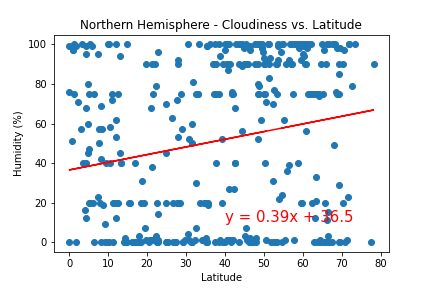 Northern Hemisphere - Cloudiness vs. Latitude
100
80
60
40
20
0
Humidity (%)
y = 0.39x + 36.5
0 10 20 30 40 50 60 70 80
Latitude